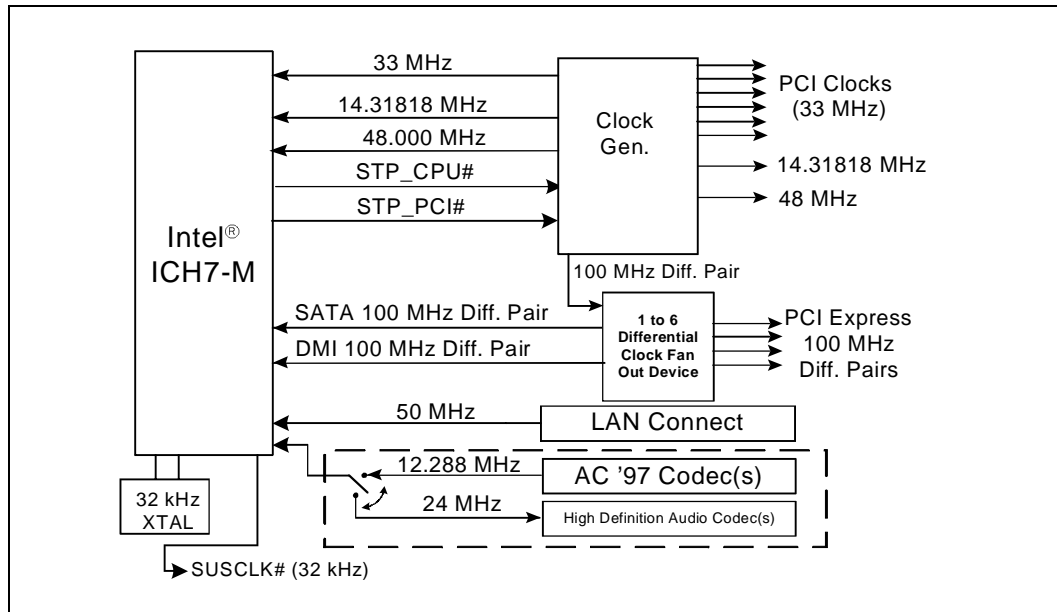 33 MHz
14.31818 MHz
48.000 MHz
STP_CPU#
STP_PCI#
Intel®
ICH7-M
Clock
Gen.
PCI Clocks
(33 MHz)
14.31818 MHz
48 MHz
100 MHz Diff. Pair
SATA 100 MHz Diff. Pair
DMI 100 MHz Diff. Pair
1 to 6
Differential
Clock Fan
Out Device
PCI Express
100 MHz
Diff. Pairs
50 MHz
LAN Connect
12.288 MHz
AC '97 Codec(s)
24 MHz
High Definition Audio Codec(s)
32 kHz
XTAL
SUSCLK# (32 kHz)